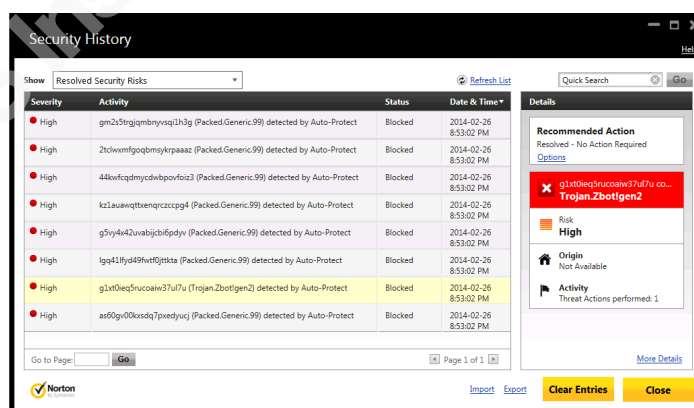 Security History
Help
Show Resolved Security Risks Refresh List Quick Search Go
Severity Activity Status Date & Time Details
High gm2s5trgjqmbnyvsqi1h3g (Packed.Generic.99) detected by Auto-Protect Blocked 2014-02-26
8:53:02 PM
High 2tclwxmfgoqbmsykrpaaaz (Packed.Generic.99) detected by Auto-Protect Blocked 2014-02-26
8:53:02 PM
High 44kwfcqdmycdwbpovfoiz3 (Packed.Generic.99) detected by Auto-Protect Blocked 2014-02-26
8:53:02 PM
High kz1auawqttxenqrczccpg4 (Packed.Generic.99) detected by Auto-Protect Blocked 2014-02-26
8:53:02 PM
High g5vy4x42uvabijcbi6pdyv (Packed.Generic.99) detected by Auto-Protect Blocked 2014-02-26
8:53:02 PM
High lgq41lfyd49fwtf0jttkta (Packed.Generic.99) detected by Auto-Protect Blocked 2014-02-26
8:53:02 PM
High g1xt0ieq5rucoaiw37ul7u (Trojan.Zbot!gen2) detected by Auto-Protect Blocked 2014-02-26
8:53:02 PM
High as60gv00kxsdq7pxedyucj (Packed.Generic.99) detected by Auto-Protect Blocked 2014-02-26
8:53:02 PM
Recommended Action
Resolved - No Action Required
Options
g1xt0ieq5rucoaiw37ul7u co...
Trojan.Zbot!gen2
Risk
High
Origin
Not Available
Activity
Threat Actions performed: 1
Go to Page: Go Page 1 of 1 More Details
Norton
by Symantec
Import Export Clear Entries Close